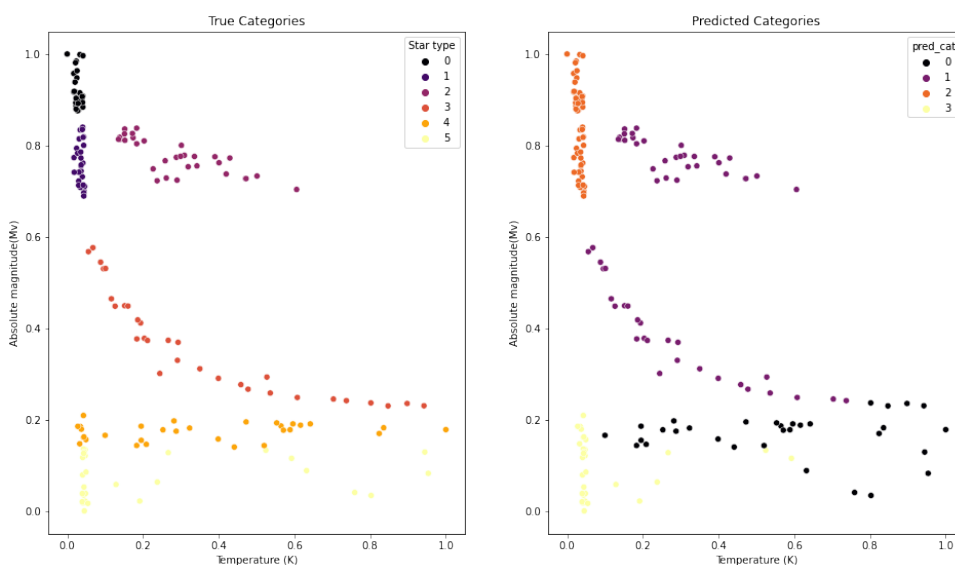 True Categories
Star type
0
1
2
3
4
5
Absolute magnitude(Mv)
1.0
0.8
0.6
0.4
0.2
0.0
0.0 0.2 0.4 0.6 0.8 1.0
Temperature (K)
Predicted Categories
pred_cat
0
1
2
3
Absolute magnitude(Mv)
1.0
0.8
0.6
0.4
0.2
0.0
0.0 0.2 0.4 0.6 0.8 1.0
Temperature (K)